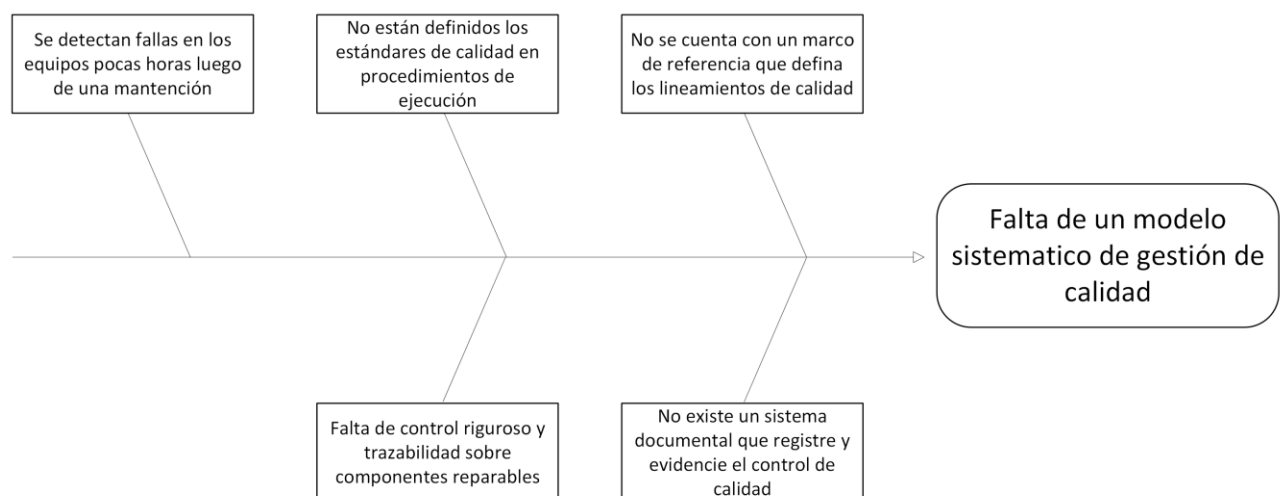 Se detectan fallas en los
equipos pocas horas luego
de una mantención
No están definidos los
estándares de calidad en
procedimientos de
ejecución
No se cuenta con un marco
de referencia que defina
los lineamientos de calidad
Falta de un modelo
sistematico de gestión de
calidad
Falta de control riguroso y
trazabilidad sobre
componentes reparables
No existe un sistema
documental que registre y
evidencie el control de
calidad